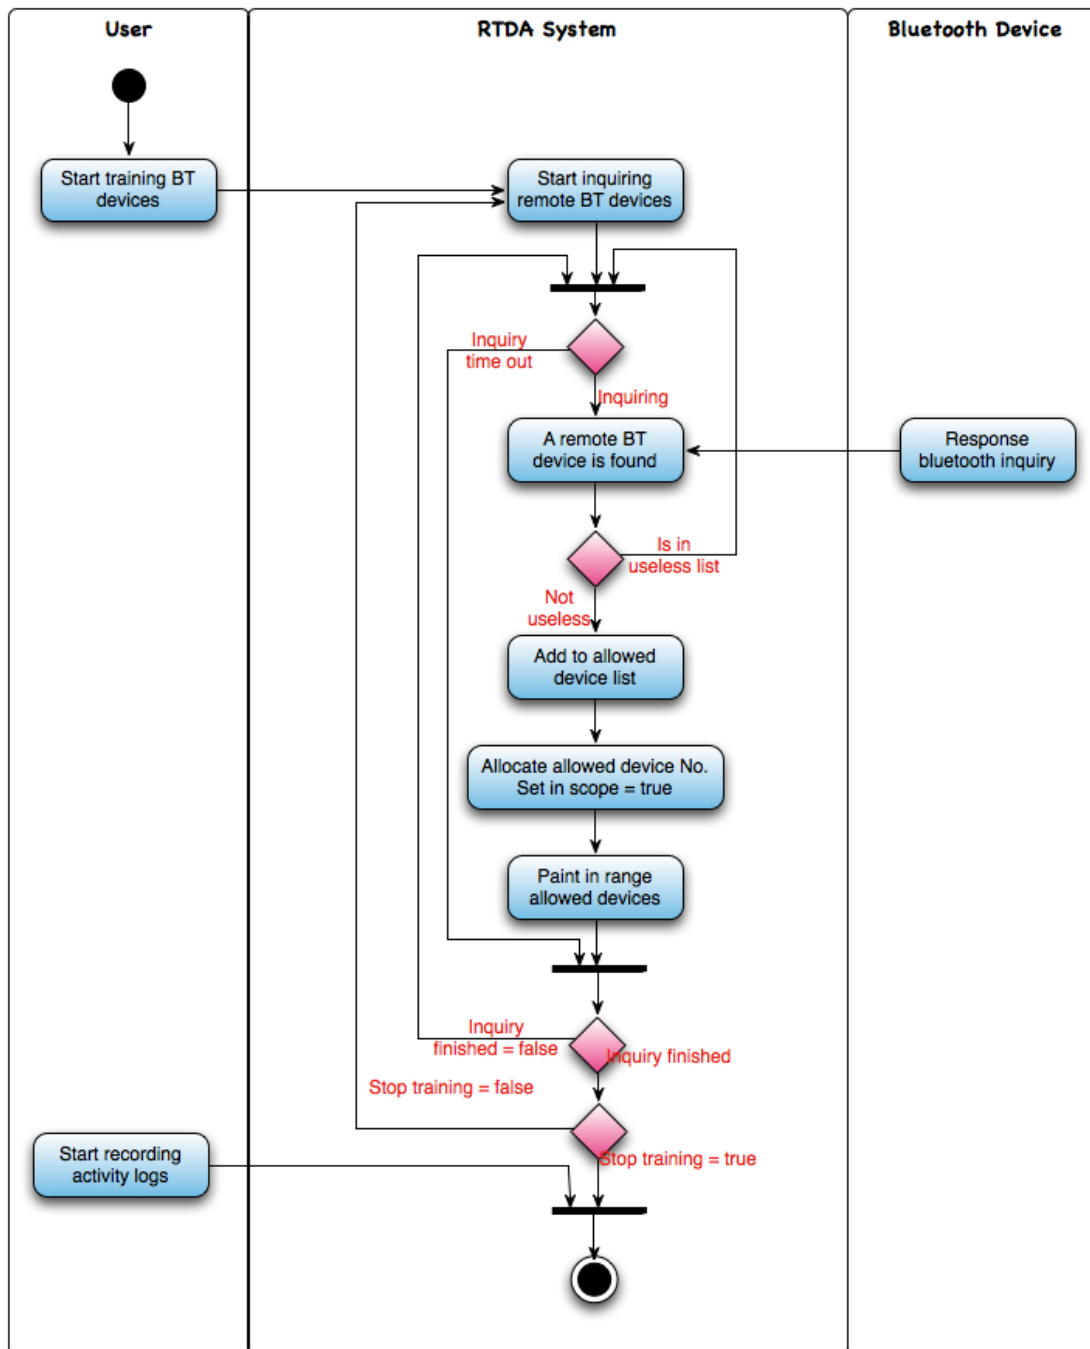 User
RTDA System
Bluetooth Device
Start training BT
devices
Start inquiring
remote BT devices
Inquiry
time out
Inquiring
A remote BT
device is found
Response
bluetooth inquiry
Is in
useless list
Not
useless
Add to allowed
device list
Allocate allowed device No.
Set in scope = true
Paint in range
allowed devices
Inquiry
finished = false
Inquiry finished
Stop training = false
Start recording
activity logs
Stop training = true